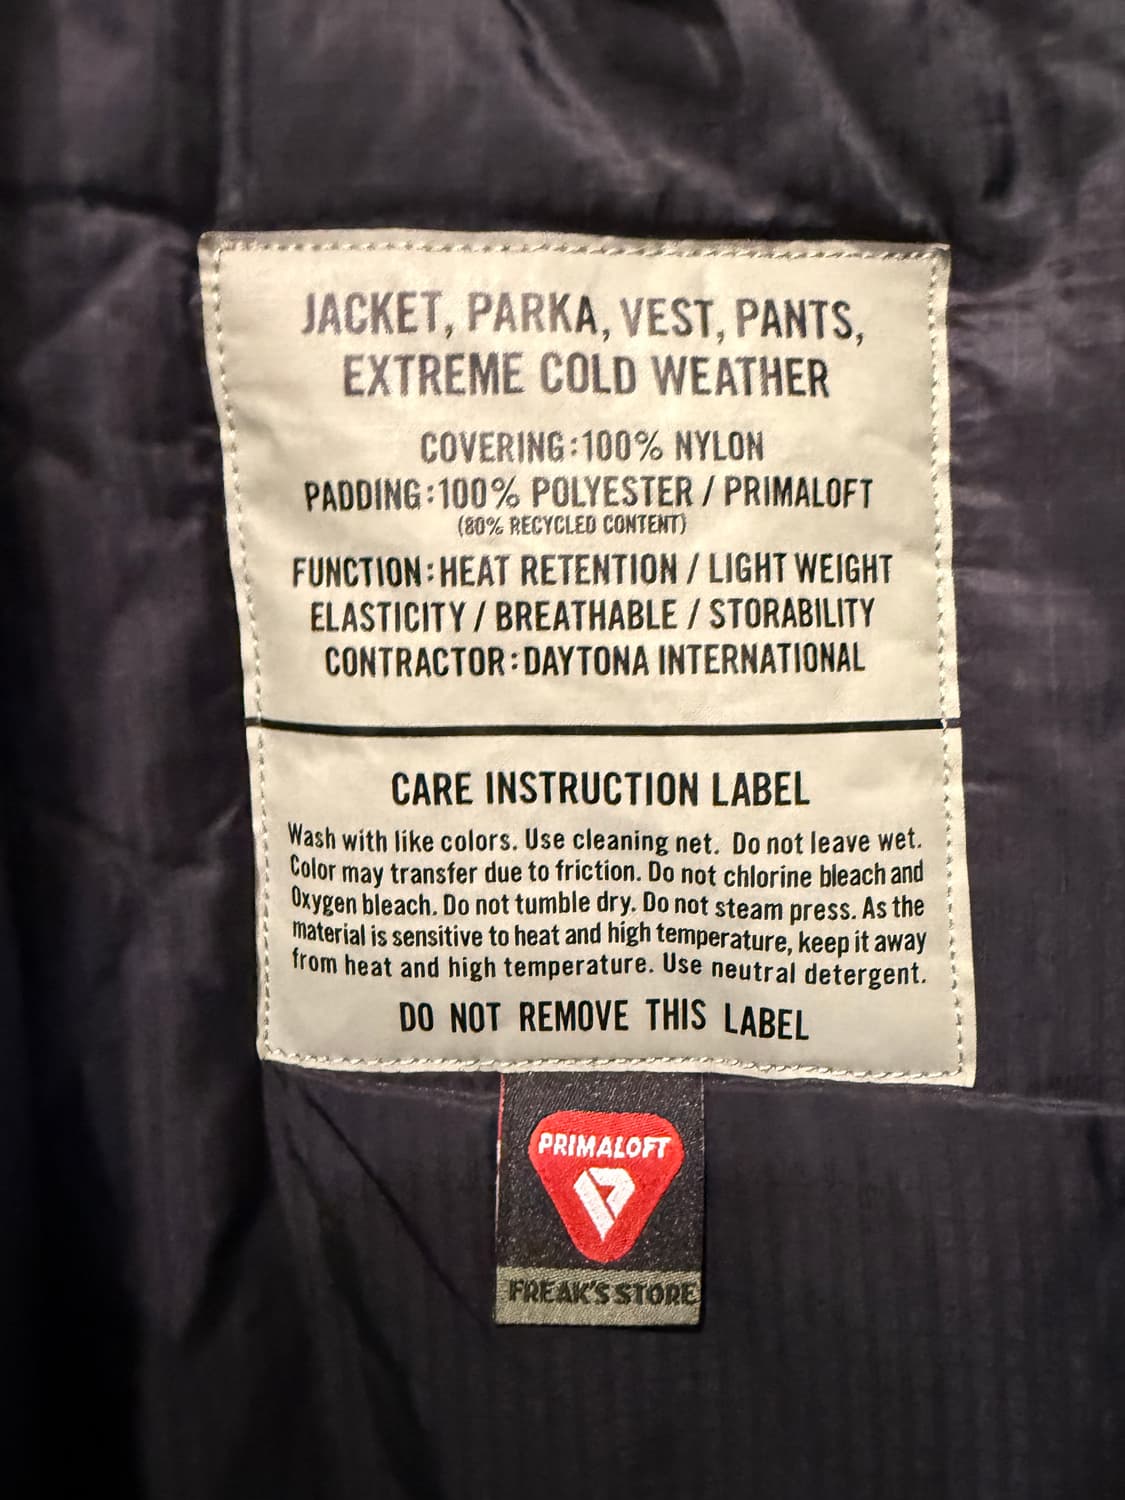 JACKET, PARKA, VEST, PANTS,
EXTREME COLD WEATHER
COVERING:100% NYLON
PADDING:100% POLYESTER / PRIMALOFT
(80% RECYCLED CONTENT)
FUNCTION:HEAT RETENTION / LIGHT WEIGHT
ELASTICITY / BREATHABLE / STORABILITY
CONTRACTOR:DAYTONA INTERNATIONAL
CARE INSTRUCTION LABEL
Wash with like colors. Use cleaning net. Do not leave wet.
Color may transfer due to friction. Do not chlorine bleach and
Oxygen bleach. Do not tumble dry. Do not steam press. As the
material is sensitive to heat and high temperature, keep it away
from heat and high temperature. Use neutral detergent.
DO NOT REMOVE THIS LABEL
PRIMALOFT
FREAK'S STORE